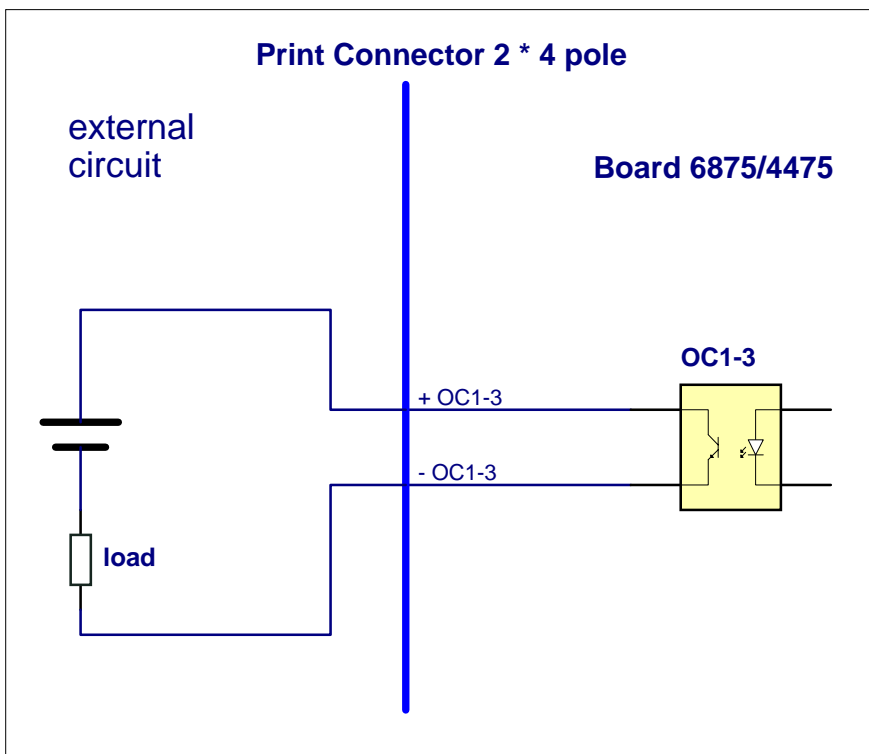 Print Connector 2 * 4 pole
external
circuit
Board 6875/4475
OC1-3
+ OC1-3
- OC1-3
load